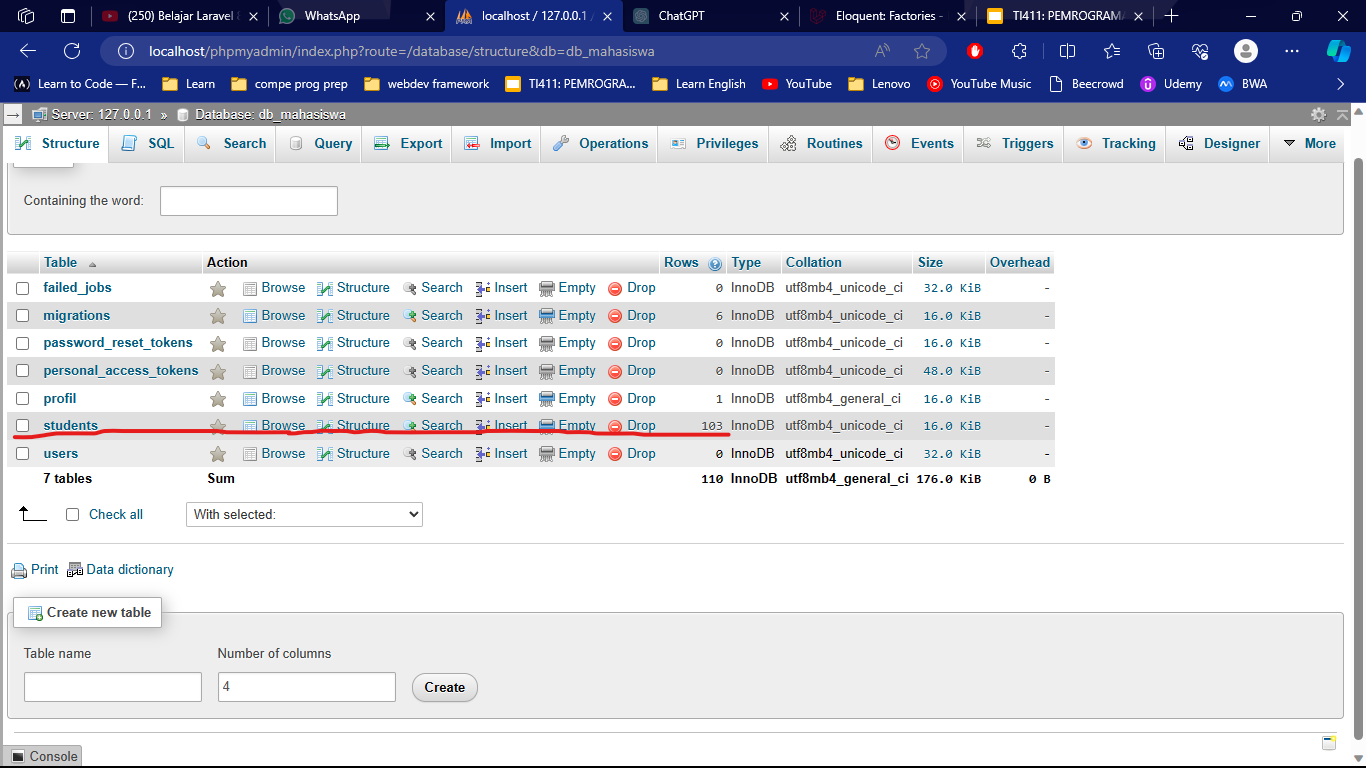 (250) Belajar Laravel
WhatsApp
localhost / 127.0.0.1 /
ChatGPT
Eloquent: Factories -
TI411: PEMROGRAMA
localhost/phpmyadmin/index.php?route=/database/structure&db=db_mahasiswa
Learn to Code — F... Learn compe prog prep webdev framework TI411: PEMROGRA... Learn English YouTube Lenovo YouTube Music Beecrowd Udemy BWA
Server: 127.0.0.1 » Database: db_mahasiswa
Structure SQL Search Query Export Import Operations Privileges Routines Events Triggers Tracking Designer More
Containing the word:
Table Action Rows Type Collation Size Overhead
failed_jobs Browse Structure Search Insert Empty Drop 0 InnoDB utf8mb4_unicode_ci 32.0 KiB -
migrations Browse Structure Search Insert Empty Drop 6 InnoDB utf8mb4_unicode_ci 16.0 KiB -
password_reset_tokens Browse Structure Search Insert Empty Drop 0 InnoDB utf8mb4_unicode_ci 16.0 KiB -
personal_access_tokens Browse Structure Search Insert Empty Drop 0 InnoDB utf8mb4_unicode_ci 48.0 KiB -
profil Browse Structure Search Insert Empty Drop 1 InnoDB utf8mb4_general_ci 16.0 KiB -
students Browse Structure Search Insert Empty Drop 103 InnoDB utf8mb4_unicode_ci 16.0 KiB -
users Browse Structure Search Insert Empty Drop 0 InnoDB utf8mb4_unicode_ci 32.0 KiB -
7 tables Sum 110 InnoDB utf8mb4_general_ci 176.0 KiB 0 B
Check all With selected:
Print Data dictionary
Create new table
Table name Number of columns
4 Create
Console